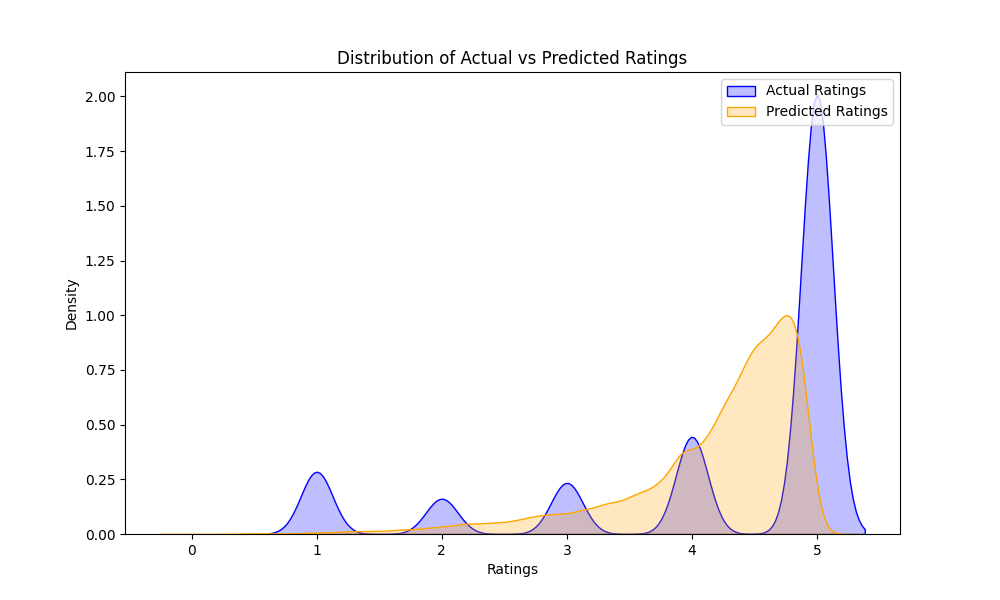 Distribution of Actual vs Predicted Ratings
Actual Ratings
Predicted Ratings
2.00
1.75
1.50
1.25
1.00
0.75
0.50
0.25
0.00
Density
0 1 2 3 4 5
Ratings